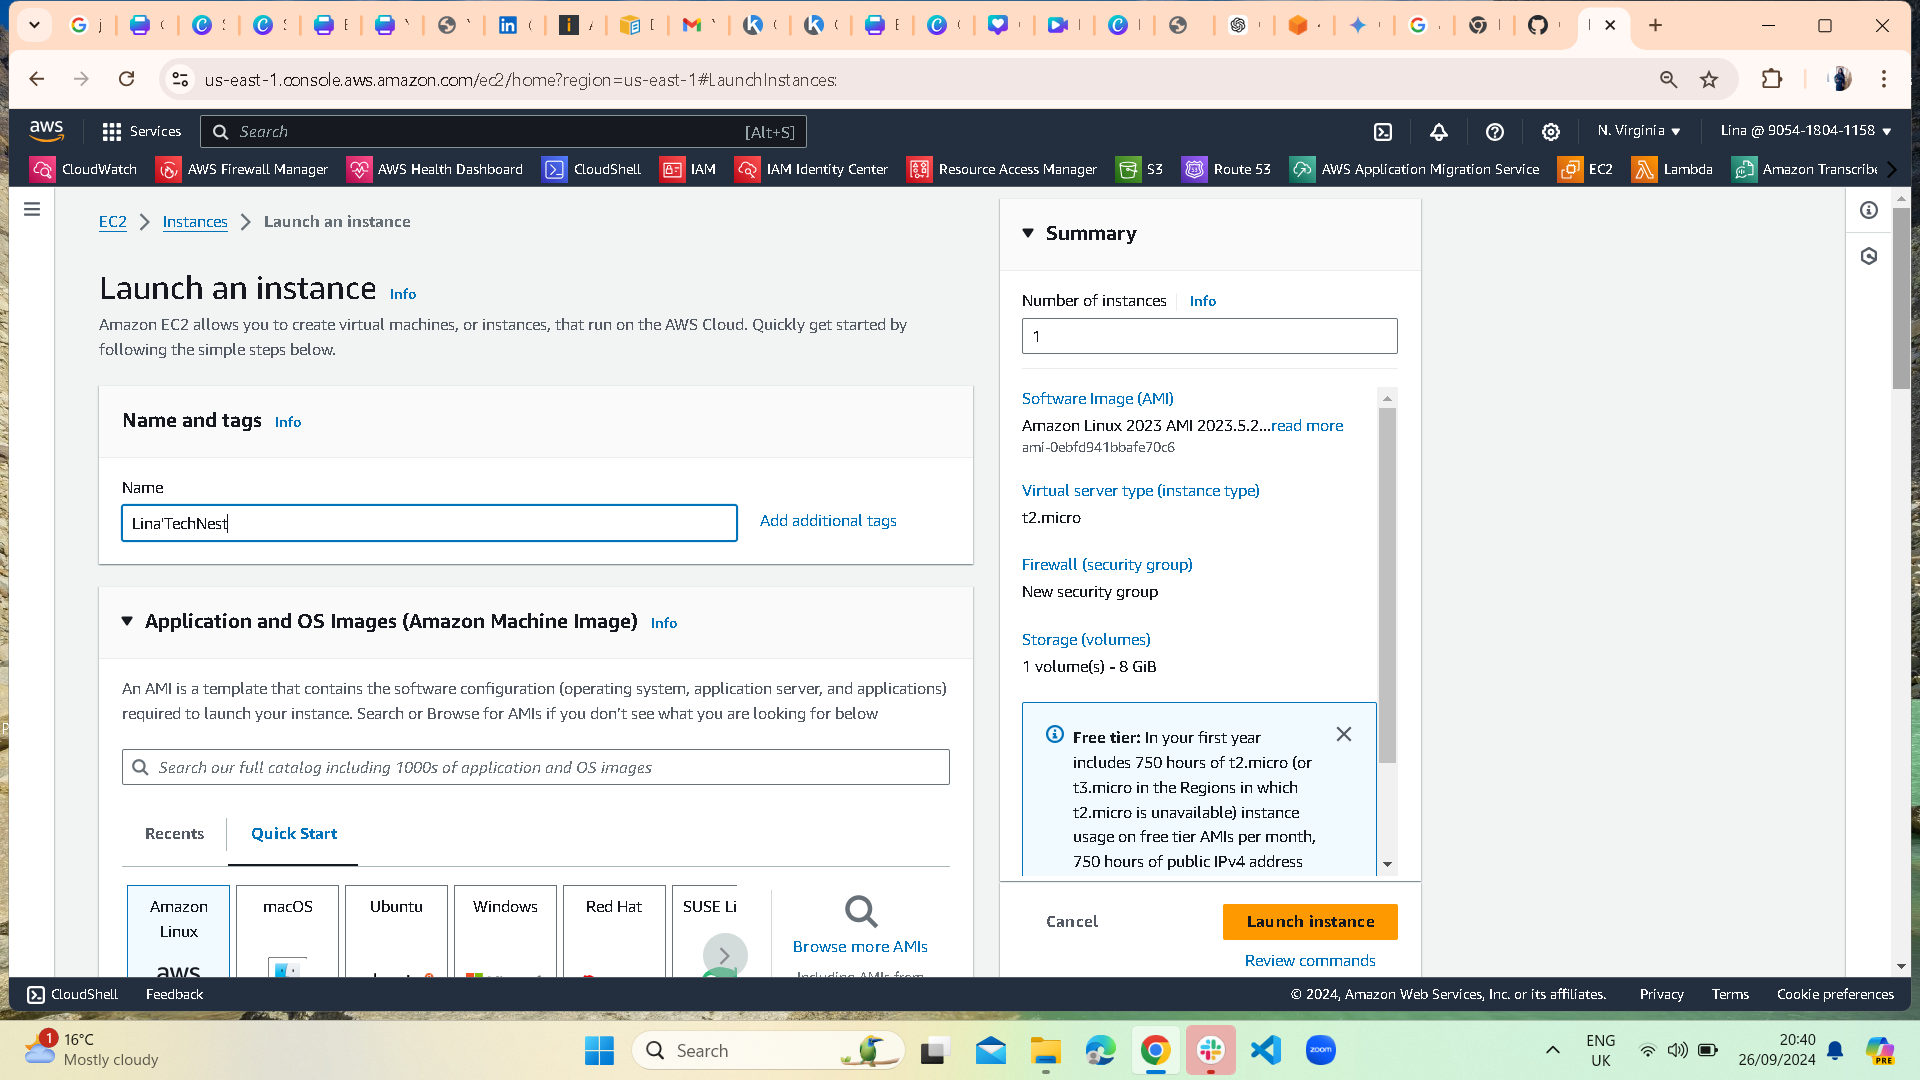 us-east-1.console.aws.amazon.com/ec2/home?region=us-east-1#LaunchInstances:
aws
Services
Search
[Alt+S]
N. Virginia
Lina @ 9054-1804-1158
CloudWatch
AWS Firewall Manager
AWS Health Dashboard
CloudShell
IAM
IAM Identity Center
Resource Access Manager
S3
Route 53
AWS Application Migration Service
EC2
Lambda
Amazon Transcribe
EC2
Instances
Launch an instance
Launch an instance Info
Amazon EC2 allows you to create virtual machines, or instances, that run on the AWS Cloud. Quickly get started by
following the simple steps below.
Name and tags Info
Name
Lina'TechNest
Add additional tags
Application and OS Images (Amazon Machine Image) Info
An AMI is a template that contains the software configuration (operating system, application server, and applications)
required to launch your instance. Search or Browse for AMIs if you don't see what you are looking for below
Search our full catalog including 1000s of application and OS images
Recents
Quick Start
Amazon
Linux
aws
macOS
Ubuntu
Windows
Red Hat
SUSE Li
Browse more AMIs
Including AMIs from
Summary
Number of instances Info
1
Software Image (AMI)
Amazon Linux 2023 AMI 2023.5.2...read more
ami-0ebfd941bbafe70c6
Virtual server type (instance type)
t2.micro
Firewall (security group)
New security group
Storage (volumes)
1 volume(s) - 8 GiB
Free tier: In your first year
includes 750 hours of t2.micro (or
t3.micro in the Regions in which
t2.micro is unavailable) instance
usage on free tier AMIs per month,
750 hours of public IPv4 address
Cancel
Launch instance
Review commands
CloudShell
Feedback
© 2024, Amazon Web Services, Inc. or its affiliates.
Privacy
Terms
Cookie preferences
1
16°C
Mostly cloudy
Search
zoom
ENG
UK
20:40
26/09/2024
PRE